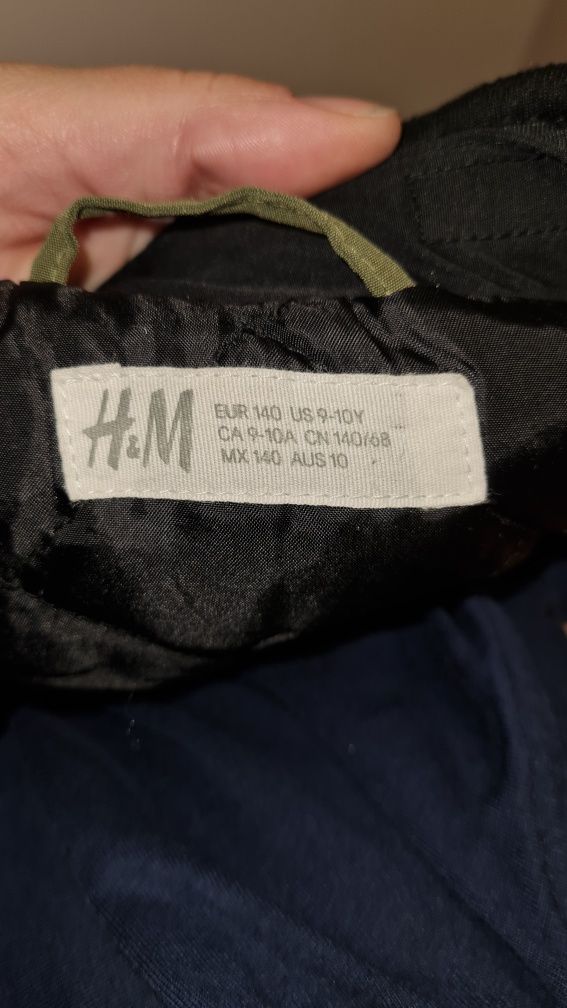 H&M
EUR 140 US 9-10Y
CA 9-10A CN 140/68
MX 140 AUS 10